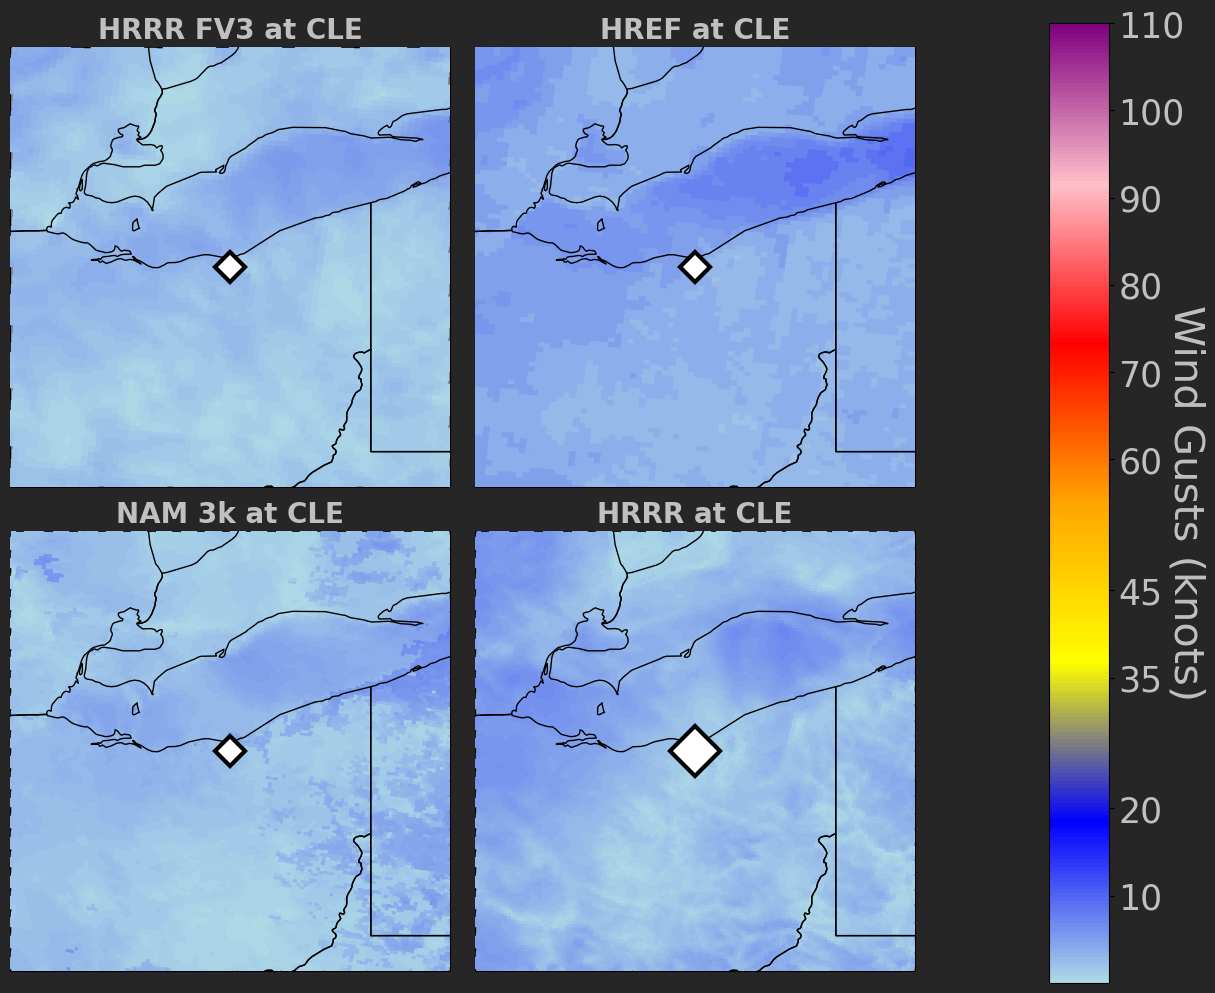 HRRR FV3 at CLE
HREF at CLE
NAM 3k at CLE
HRRR at CLE
110
100
90
80
70
60
45
35
20
10
Wind Gusts (knots)